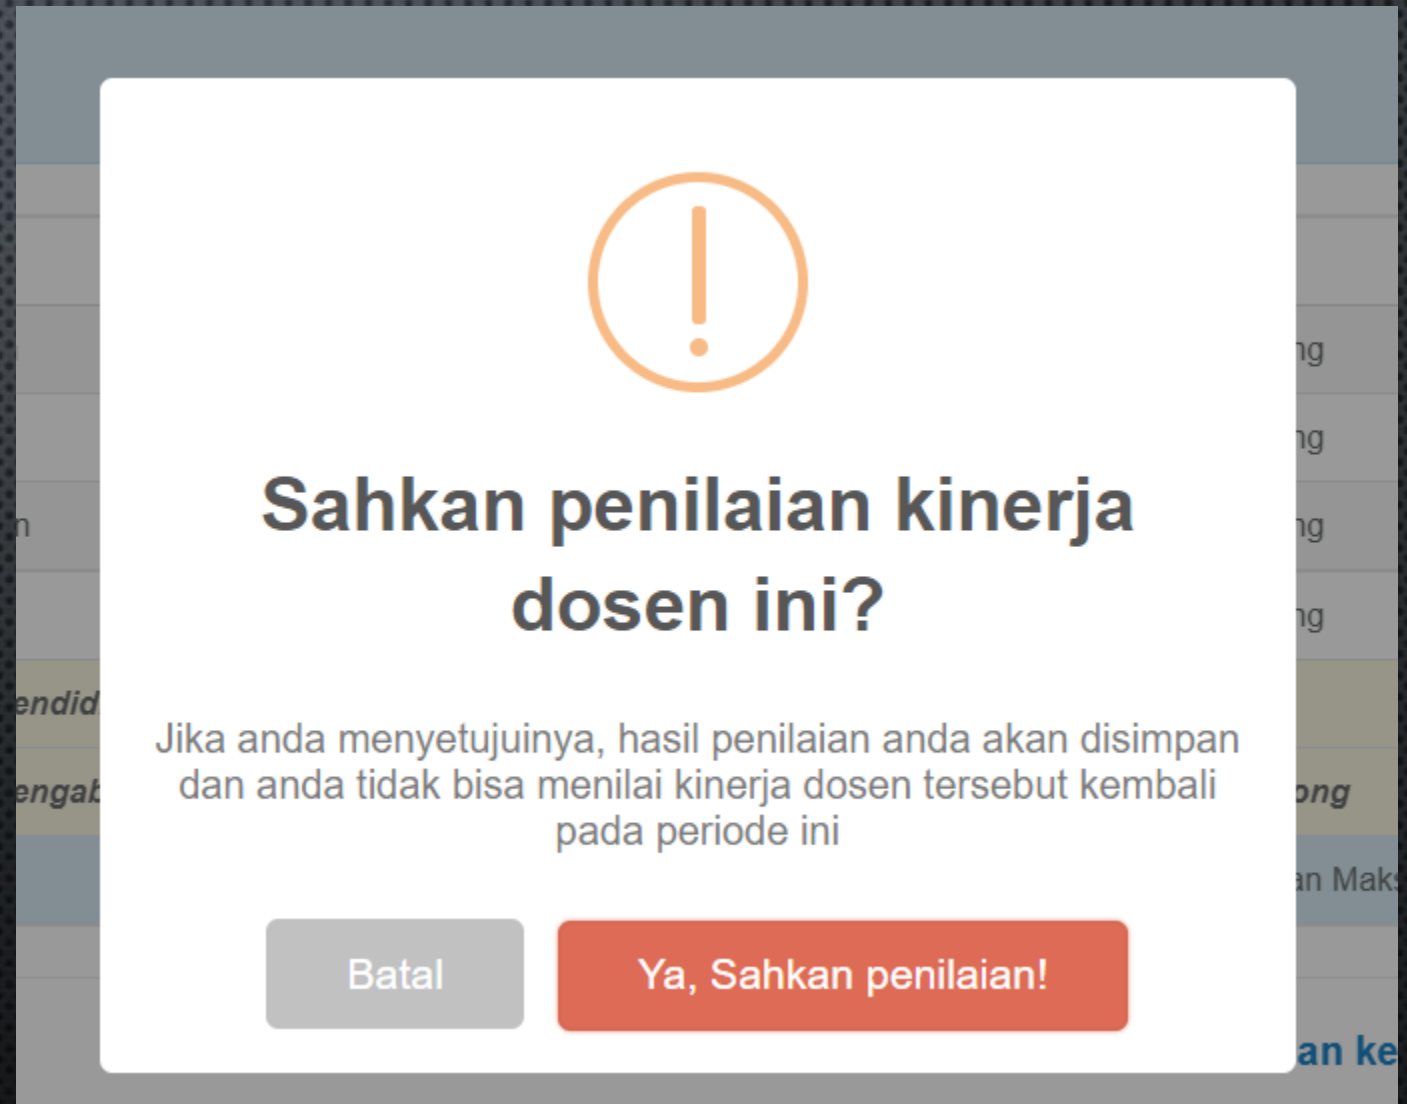 Sahkan penilaian kinerja
dosen ini?
Jika anda menyetujuinya, hasil penilaian anda akan disimpan
dan anda tidak bisa menilai kinerja dosen tersebut kembali
pada periode ini
Batal
Ya, Sahkan penilaian!